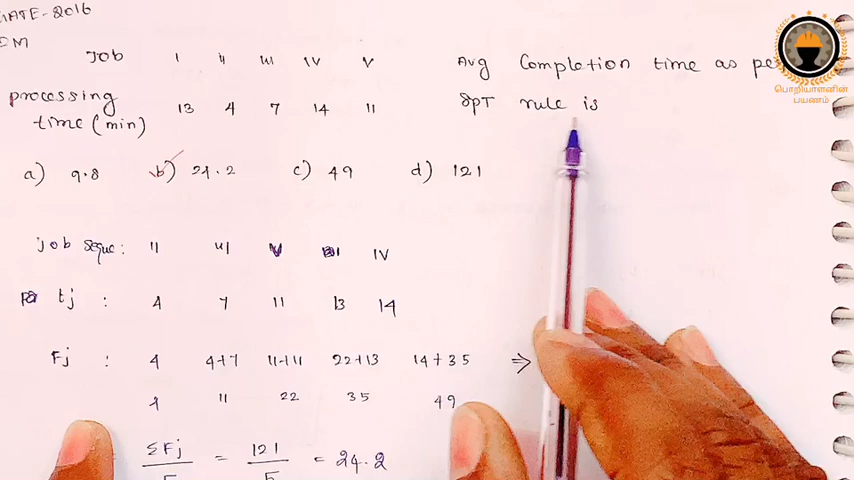 GATE-2016
Job I II III IV V
processing time (min) 13 4 7 14 11
Avg Completion time as per
SPT rule is
பொறியாளனின்
பயணம்
a) 9.8 b) 24.2 c) 49 d) 121
job seque: II III V I IV
tj : 4 7 11 13 14
Fj : 4 4+7 11+11 22+13 14+35 ⇒
4 11 22 35 49
ΣFj/5 = 121/5 = 24.2